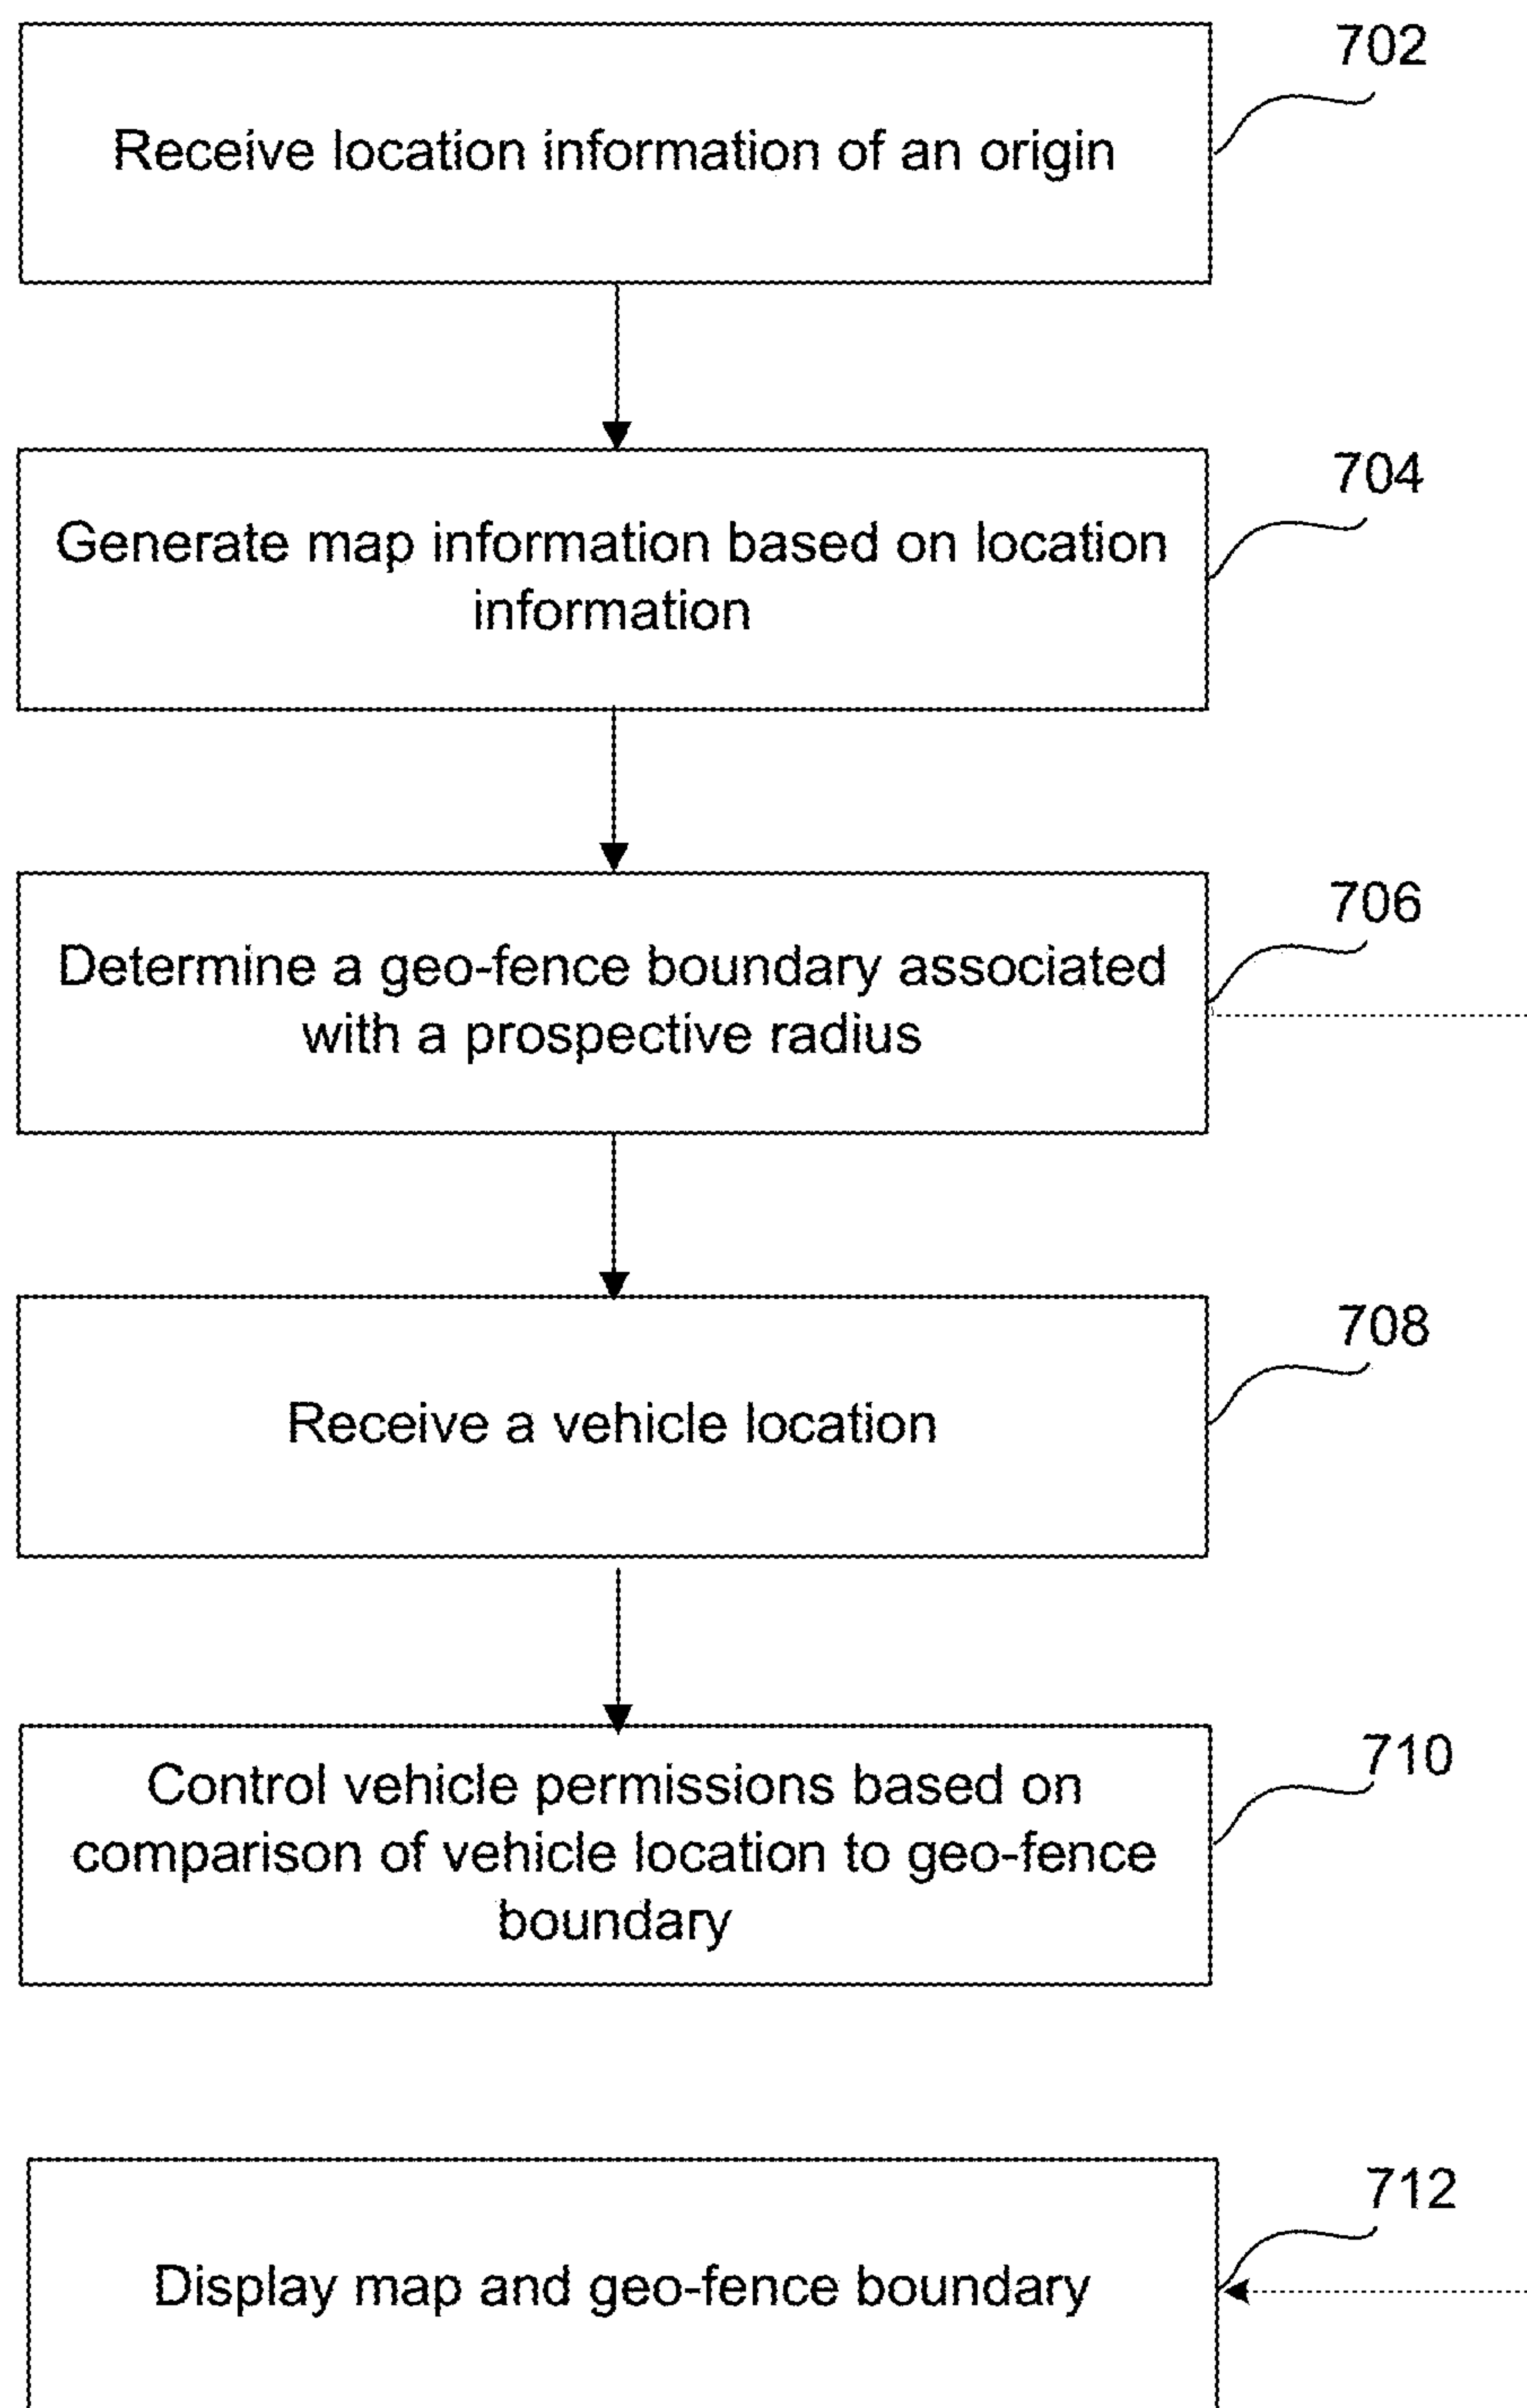 702
Receive location information of an origin
704
Generate map information based on location
information
706
Determine a geo-fence boundary associated
with a prospective radius
708
Receive a vehicle location
710
Control vehicle permissions based on
comparison of vehicle location to geo-fence
boundary
712
Display map and geo-fence boundary